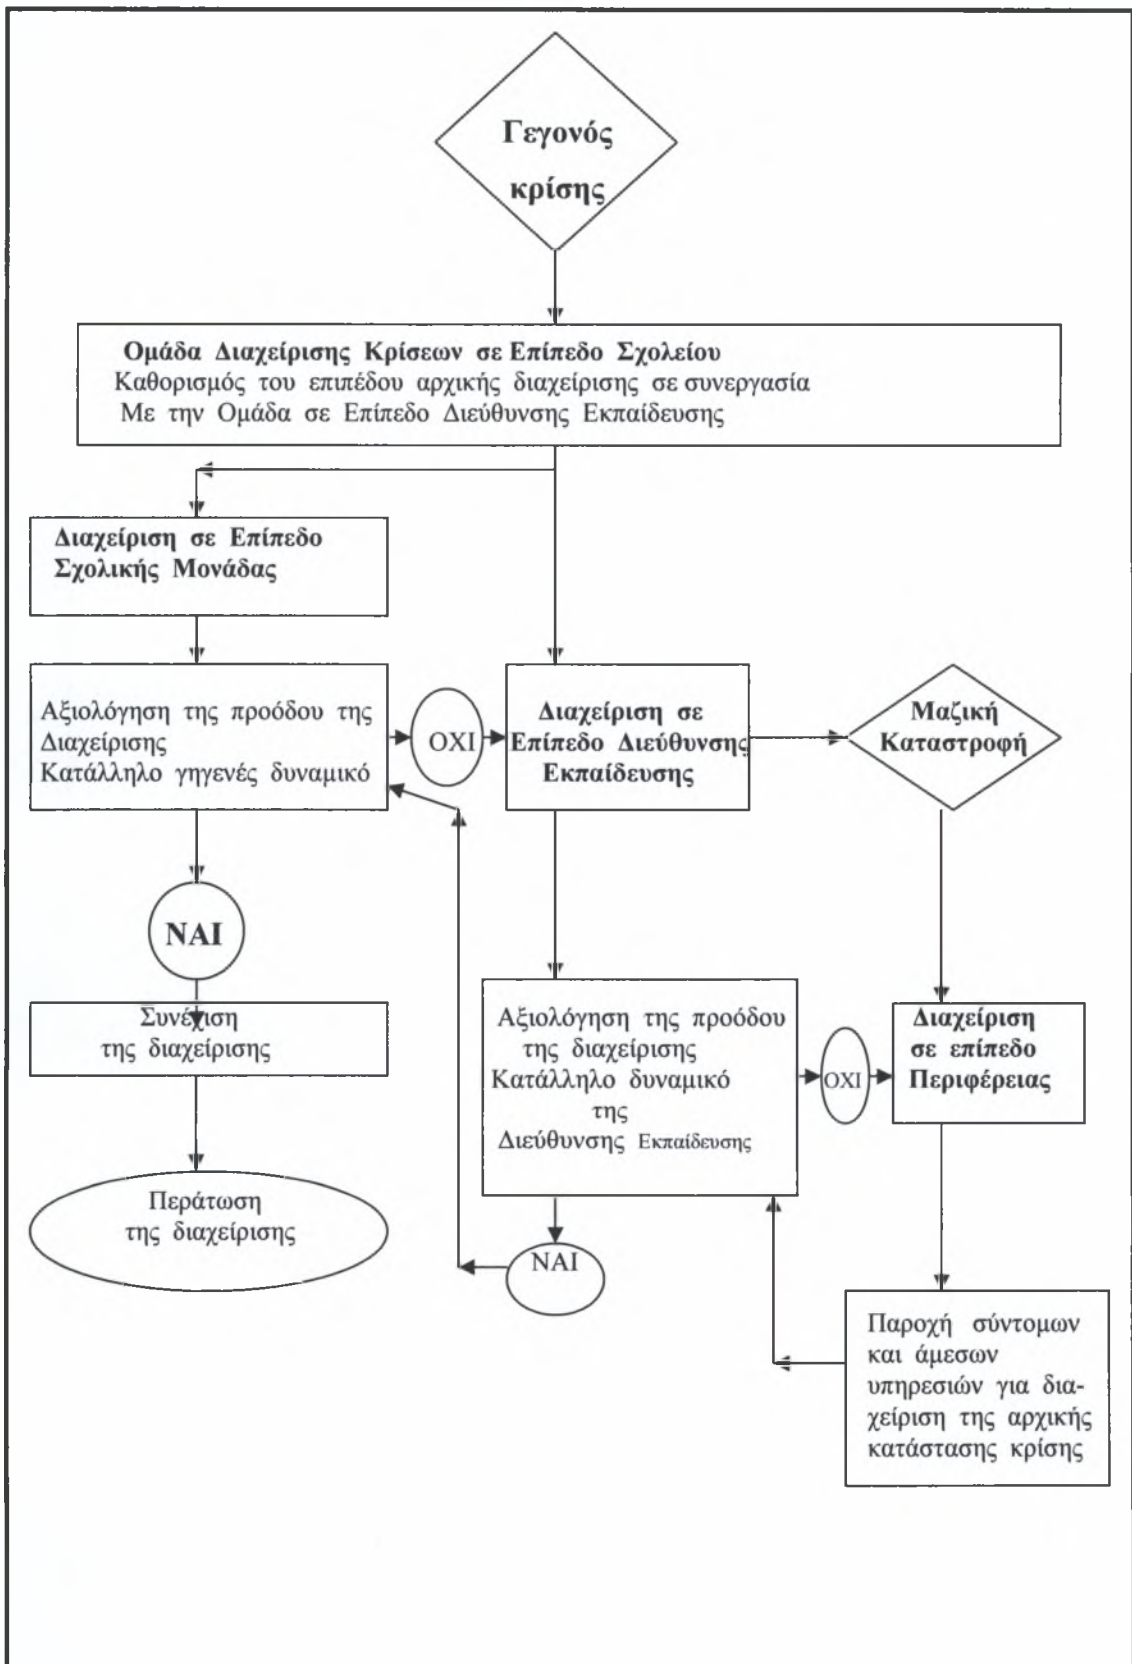 Γεγονός
κρίσης
Ομάδα Διαχείρισης Κρίσεων σε Επίπεδο Σχολείου
Καθορισμός του επιπέδου αρχικής διαχείρισης σε συνεργασία
Με την Ομάδα σε Επίπεδο Διεύθυνσης Εκπαίδευσης
Διαχείριση σε Επίπεδο
Σχολικής Μονάδας
Αξιολόγηση της προόδου της
Διαχείρισης
Κατάλληλο γηγενές δυναμικό
ΟΧΙ
Διαχείριση σε
Επίπεδο Διεύθυνσης
Εκπαίδευσης
Μαζική
Καταστροφή
ΝΑΙ
Συνέχιση
της διαχείρισης
Περάτωση
της διαχείρισης
Αξιολόγηση της προόδου
της διαχείρισης
Κατάλληλο δυναμικό
της
Διεύθυνσης Εκπαίδευσης
ΟΧΙ
Διαχείριση
σε επίπεδο
Περιφέρειας
ΝΑΙ
Παροχή σύντομων
και άμεσων
υπηρεσιών για δια-
χείριση της αρχικής
κατάστασης κρίσης